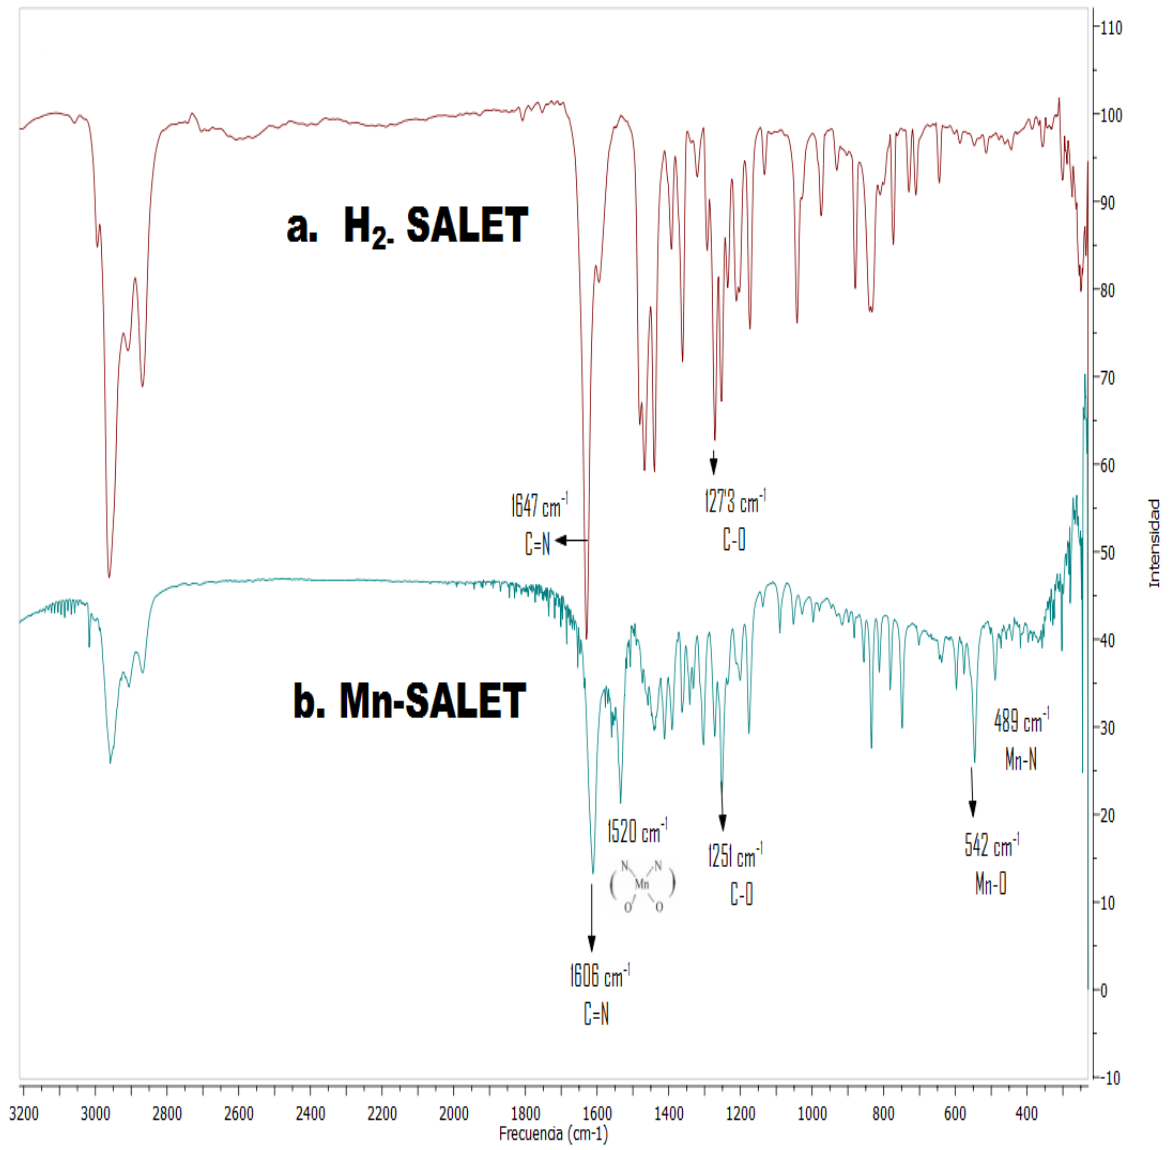 a. H2- SALET
1647 cm-1
C=N
127'3 cm-1
C-O
b. Mn-SALET
489 cm-1
Mn-N
1520 cm-1
N N
Mn
O O
1251 cm-1
C-O
542 cm-1
Mn-O
1606 cm-1
C=N
110
100
90
80
70
60
50
40
30
20
10
0
-10
Intensidad
3200 3000 2800 2600 2400 2200 2000 1800 1600 1400 1200 1000 800 600 400
Frecuencia (cm-1)